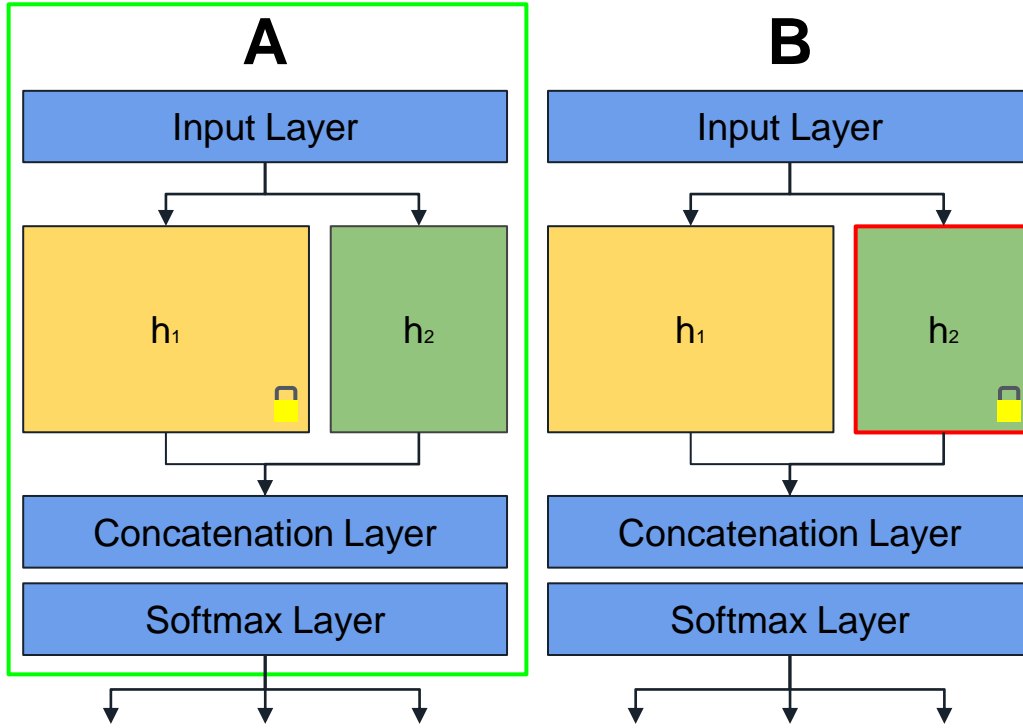 A
B
Input Layer
Input Layer
h₁
h₂
h₁
h₂
Concatenation Layer
Concatenation Layer
Softmax Layer
Softmax Layer